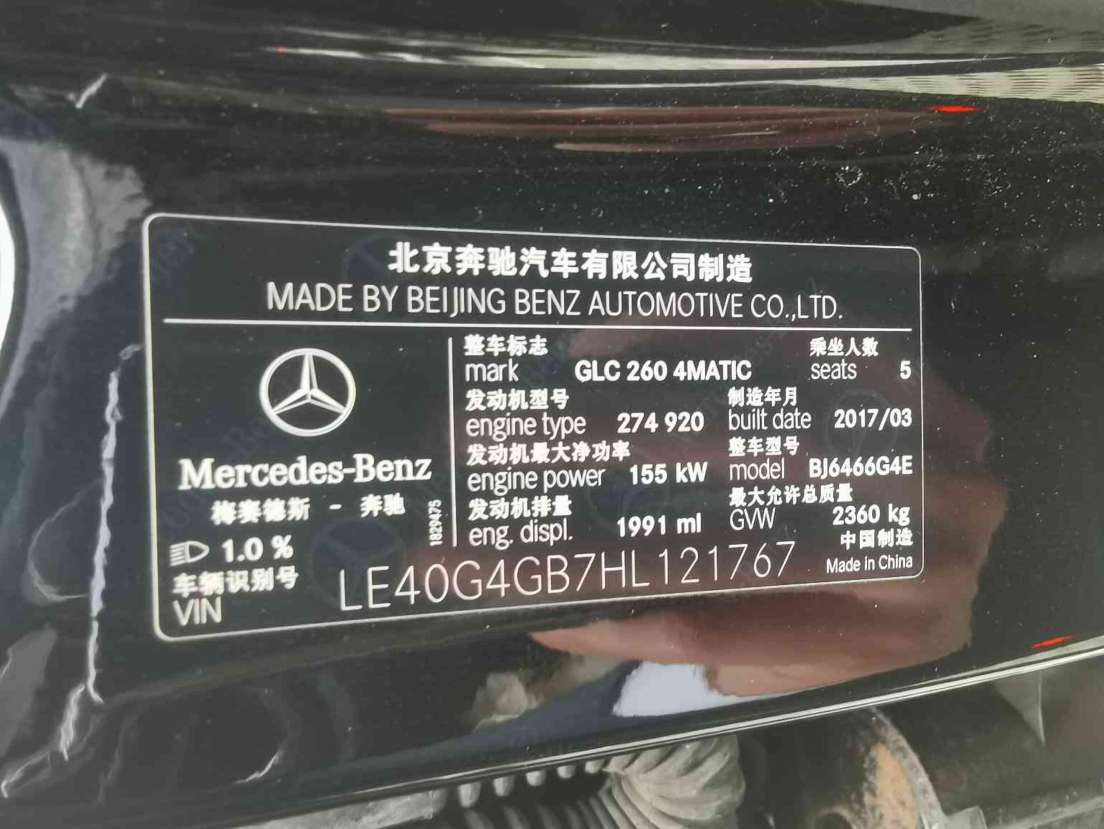 北京奔驰汽车有限公司制造
MADE BY BEIJING BENZ AUTOMOTIVE CO.,LTD.
整车标志 乘坐人数
mark GLC 260 4MATIC seats 5
发动机型号 制造年月
engine type 274 920 built date 2017/03
发动机最大净功率 整车型号
engine power 155 kW model BJ6466G4E
发动机排量 最大允许总质量
eng. displ. 1991 ml GVW 2360 kg
中国制造
Made in China
Mercedes-Benz
梅赛德斯 - 奔驰
1829475
1.0 %
车辆识别号
VIN LE40G4GB7HL121767